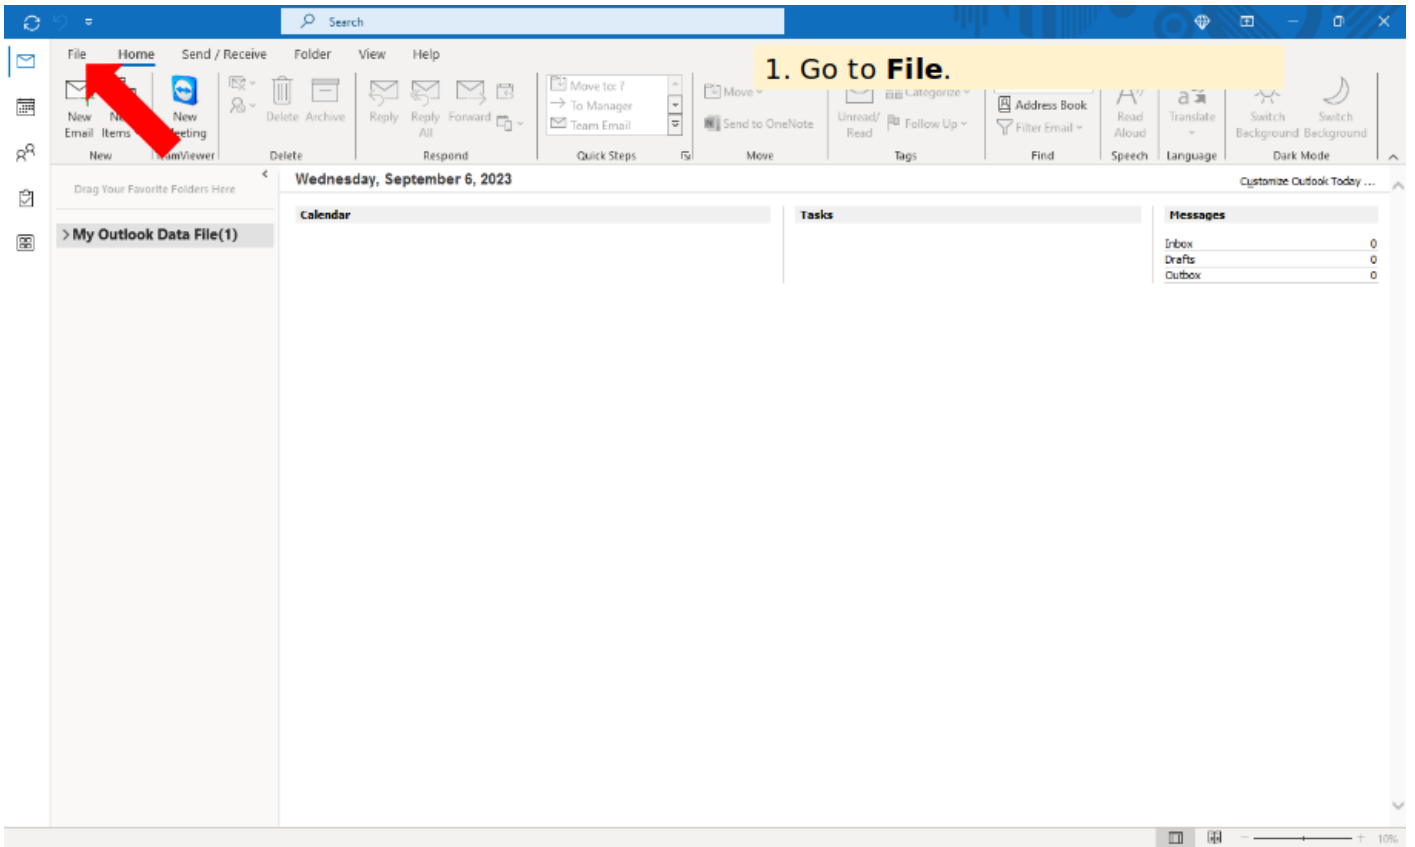 Search
File Home Send / Receive Folder View Help
1. Go to File.
New Email
Items
New Meeting
Delete Archive
Reply
Reply All
Forward
Move to: ?
To Manager
Team Email
Move
Send to OneNote
Unread/ Read
Categorize
Follow Up
Address Book
Filter Email
Read Aloud
Translate
Switch Background
Switch Background
New
TeamViewer
Delete
Respond
Quick Steps
Move
Tags
Find
Speech
Language
Dark Mode
Drag Your Favorite Folders Here
Wednesday, September 6, 2023
Customize Outlook Today ...
My Outlook Data File(1)
Calendar
Tasks
Messages
Inbox 0
Drafts 0
Outbox 0
10%